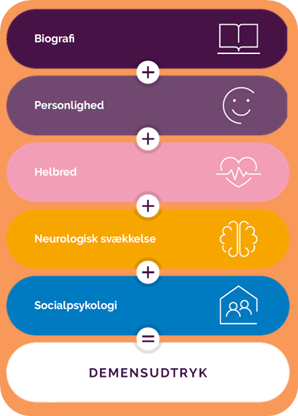 Biografi
+
Personlighed
+
Helbred
+
Neurologisk svækkelse
+
Socialpsykologi
=
DEMENSUDTRYK